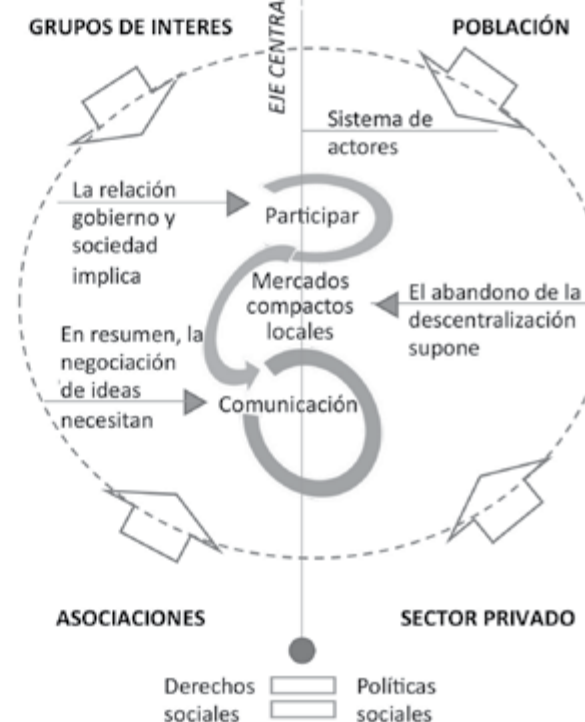 GRUPOS DE INTERES
EJE CENTRA
POBLACIÓN
Sistema de
actores
La relación
gobierno y
sociedad
implica
Participar
Mercados
compactos
locales
El abandono de la
descentralización
supone
En resumen, la
negociación
de ideas
necesitan
Comunicación
ASOCIACIONES
SECTOR PRIVADO
Derechos
sociales
Políticas
sociales